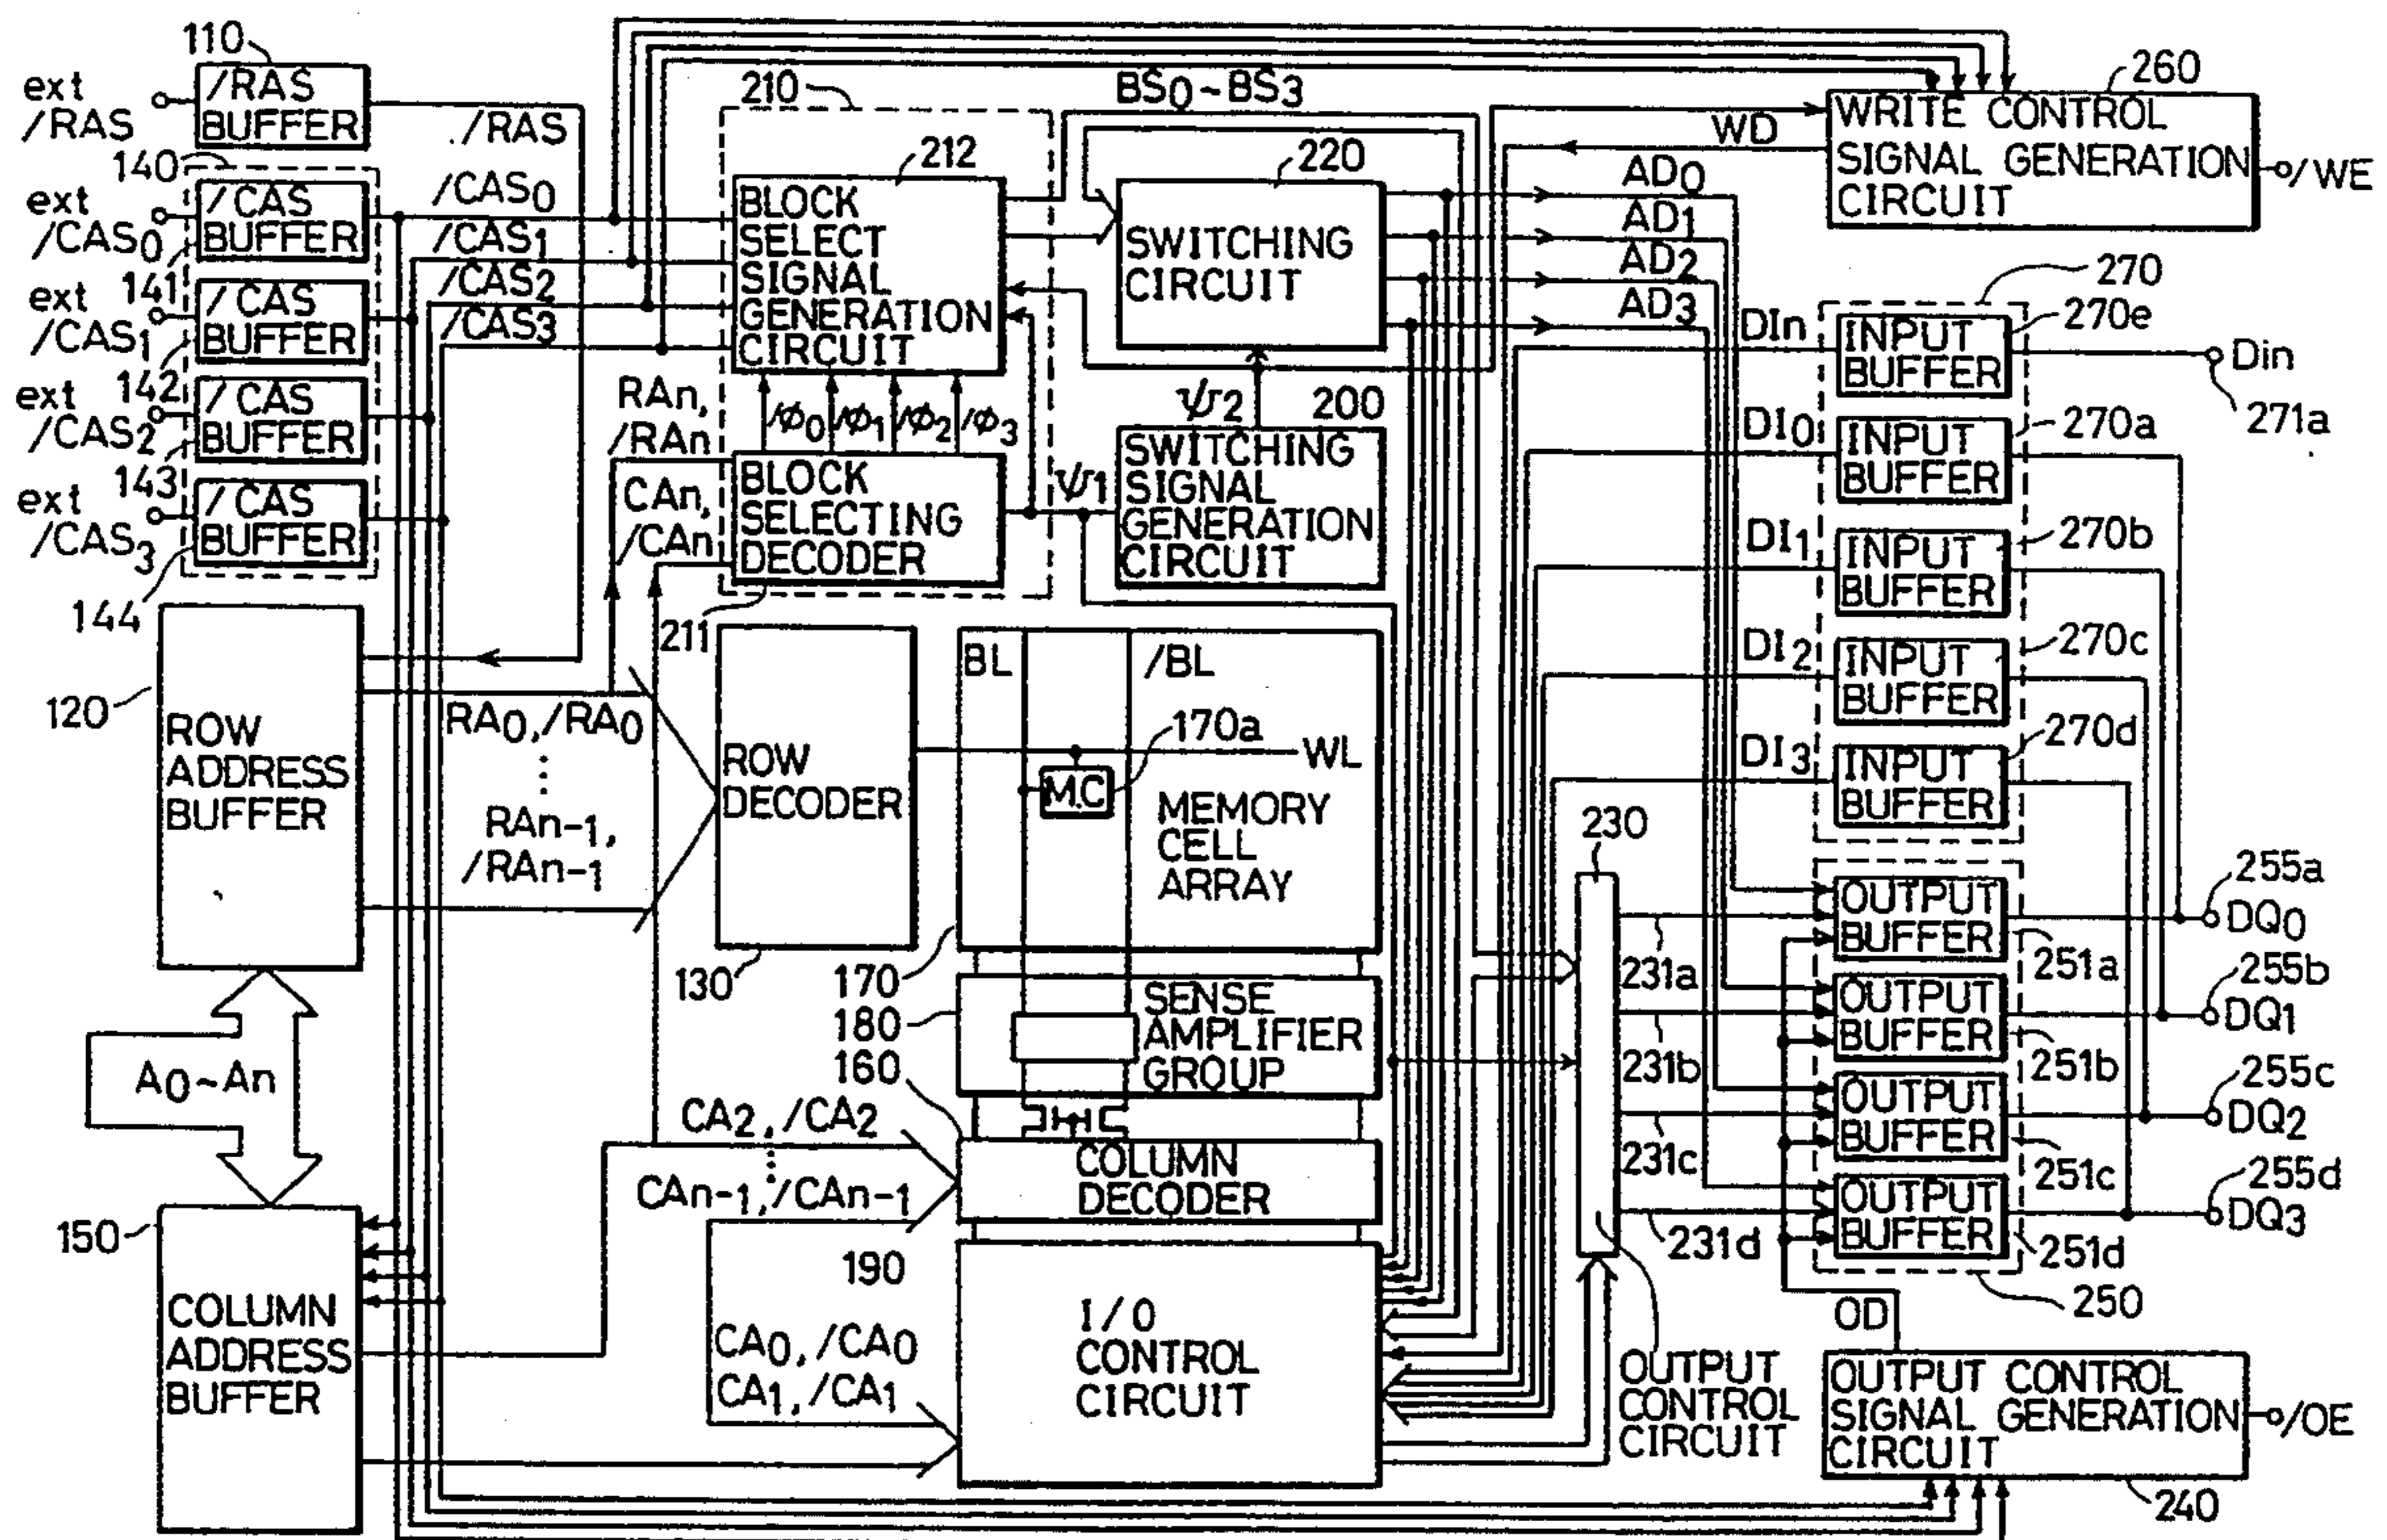 110
ext
/RAS
/RAS
BUFFER
/RAS
140
ext
/CAS0
/CAS
BUFFER
/CAS0
141
ext
/CAS1
/CAS
BUFFER
/CAS1
142
ext
/CAS2
/CAS
BUFFER
/CAS2
143
ext
/CAS3
/CAS
BUFFER
/CAS3
144
210
212
BLOCK
SELECT
SIGNAL
GENERATION
CIRCUIT
/ϕ0
/ϕ1
/ϕ2
/ϕ3
RAn,
/RAn
CAn,
/CAn
BLOCK
SELECTING
DECODER
211
BS0~BS3
220
SWITCHING
CIRCUIT
ψ2
200
ψ1
SWITCHING
SIGNAL
GENERATION
CIRCUIT
WD
AD0
AD1
AD2
AD3
260
WRITE CONTROL
SIGNAL GENERATION
CIRCUIT
/WE
270
DIn
INPUT
BUFFER
270e
Din
271a
DI0
INPUT
BUFFER
270a
DI1
INPUT
BUFFER
270b
DI2
INPUT
BUFFER
270c
DI3
INPUT
BUFFER
270d
120
ROW
ADDRESS
BUFFER
RA0, /RA0
RAn-1,
/RAn-1
ROW
DECODER
130
BL
/BL
170a
M.C
WL
MEMORY
CELL
ARRAY
170
180
SENSE
AMPLIFIER
GROUP
160
A0~An
CA2, /CA2
CAn-1, /CAn-1
COLUMN
DECODER
150
COLUMN
ADDRESS
BUFFER
190
CA0, /CA0
CA1, /CA1
I/O
CONTROL
CIRCUIT
230
231a
231b
231c
231d
OUTPUT
CONTROL
CIRCUIT
OUTPUT
BUFFER
251a
255a
DQ0
OUTPUT
BUFFER
251b
255b
DQ1
OUTPUT
BUFFER
251c
255c
DQ2
OUTPUT
BUFFER
251d
255d
DQ3
250
OD
OUTPUT CONTROL
SIGNAL GENERATION
CIRCUIT
/OE
240